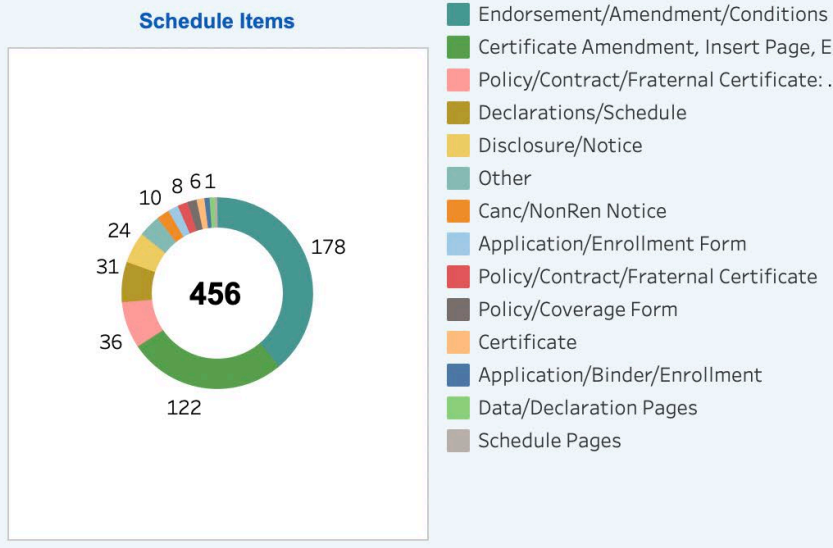 Schedule Items
10 8 6 1
24
31
36
122
178
456
Endorsement/Amendment/Conditions
Certificate Amendment, Insert Page, E
Policy/Contract/Fraternal Certificate: .
Declarations/Schedule
Disclosure/Notice
Other
Canc/NonRen Notice
Application/Enrollment Form
Policy/Contract/Fraternal Certificate
Policy/Coverage Form
Certificate
Application/Binder/Enrollment
Data/Declaration Pages
Schedule Pages